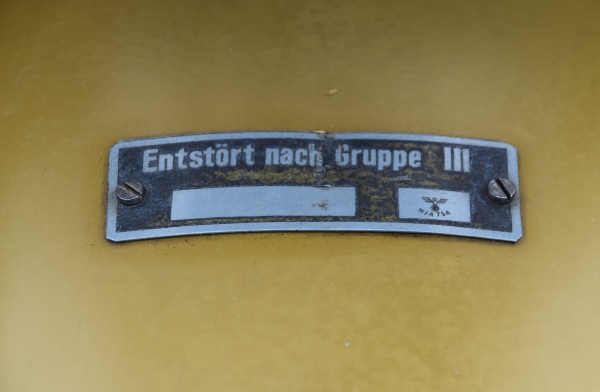 Entstört nach Gruppe III